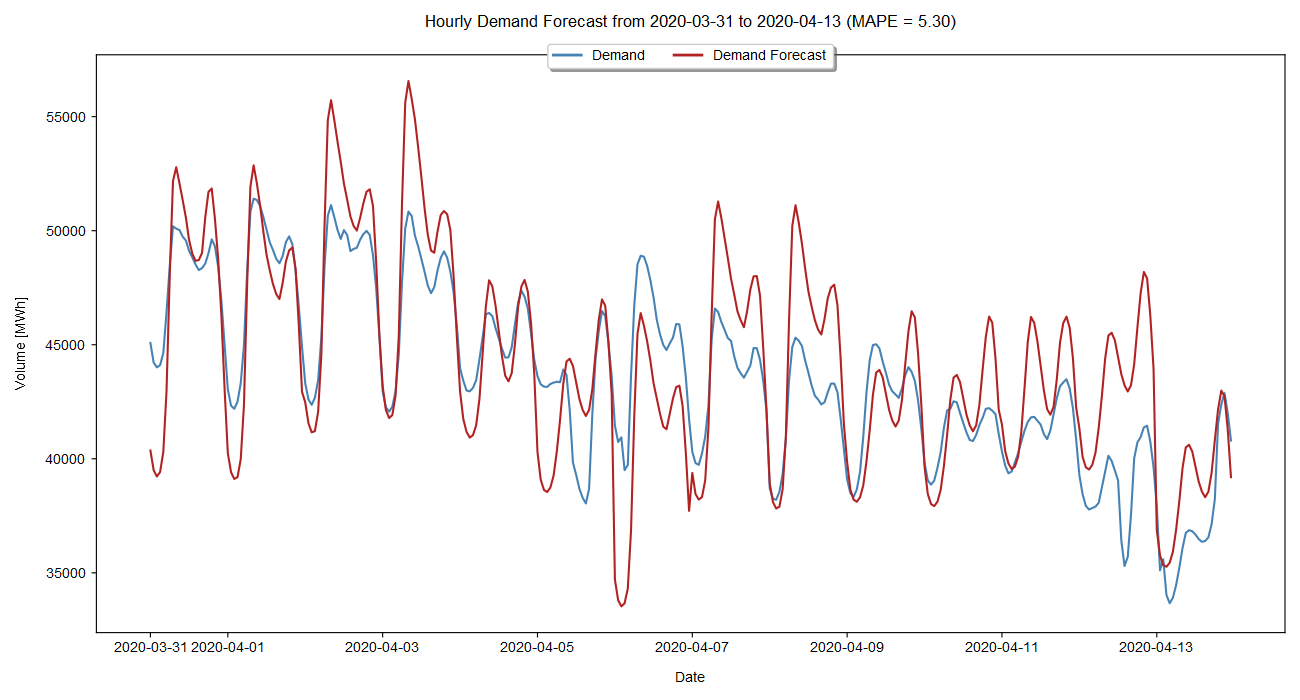 Hourly Demand Forecast from 2020-03-31 to 2020-04-13 (MAPE = 5.30)
Demand Demand Forecast
55000
50000
45000
40000
35000
Volume [MWh]
2020-03-31 2020-04-01 2020-04-03 2020-04-05 2020-04-07 2020-04-09 2020-04-11 2020-04-13
Date